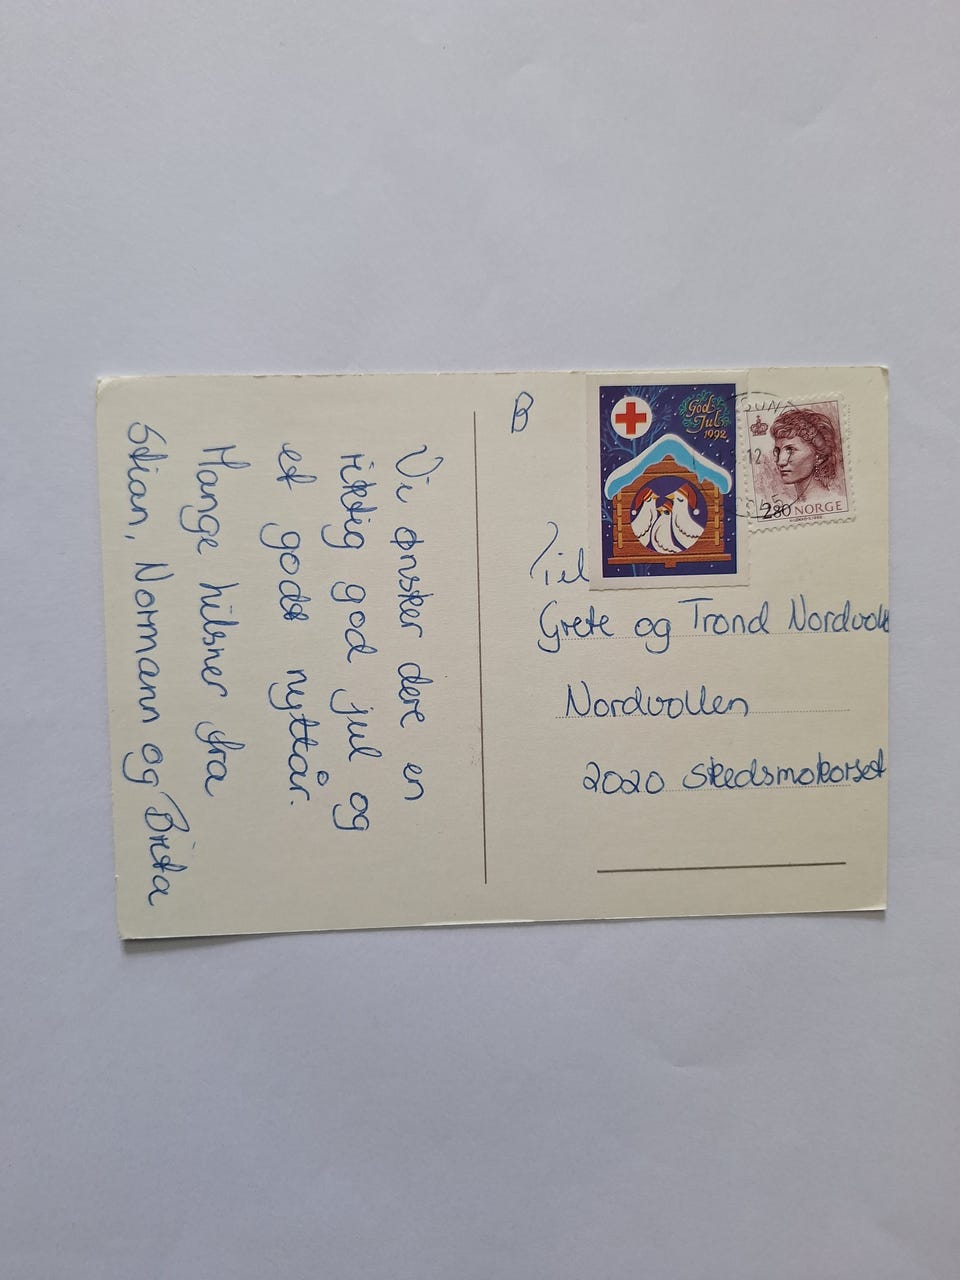 Vi ønsker dere en
riktig god jul og
et godt nyttår.
Mange hilsner fra
Stian, Normann og Brita
B
God
Jul
1992
280 NORGE
Til
Grete og Trond
Nordvollen
2020 Skedsmokorset